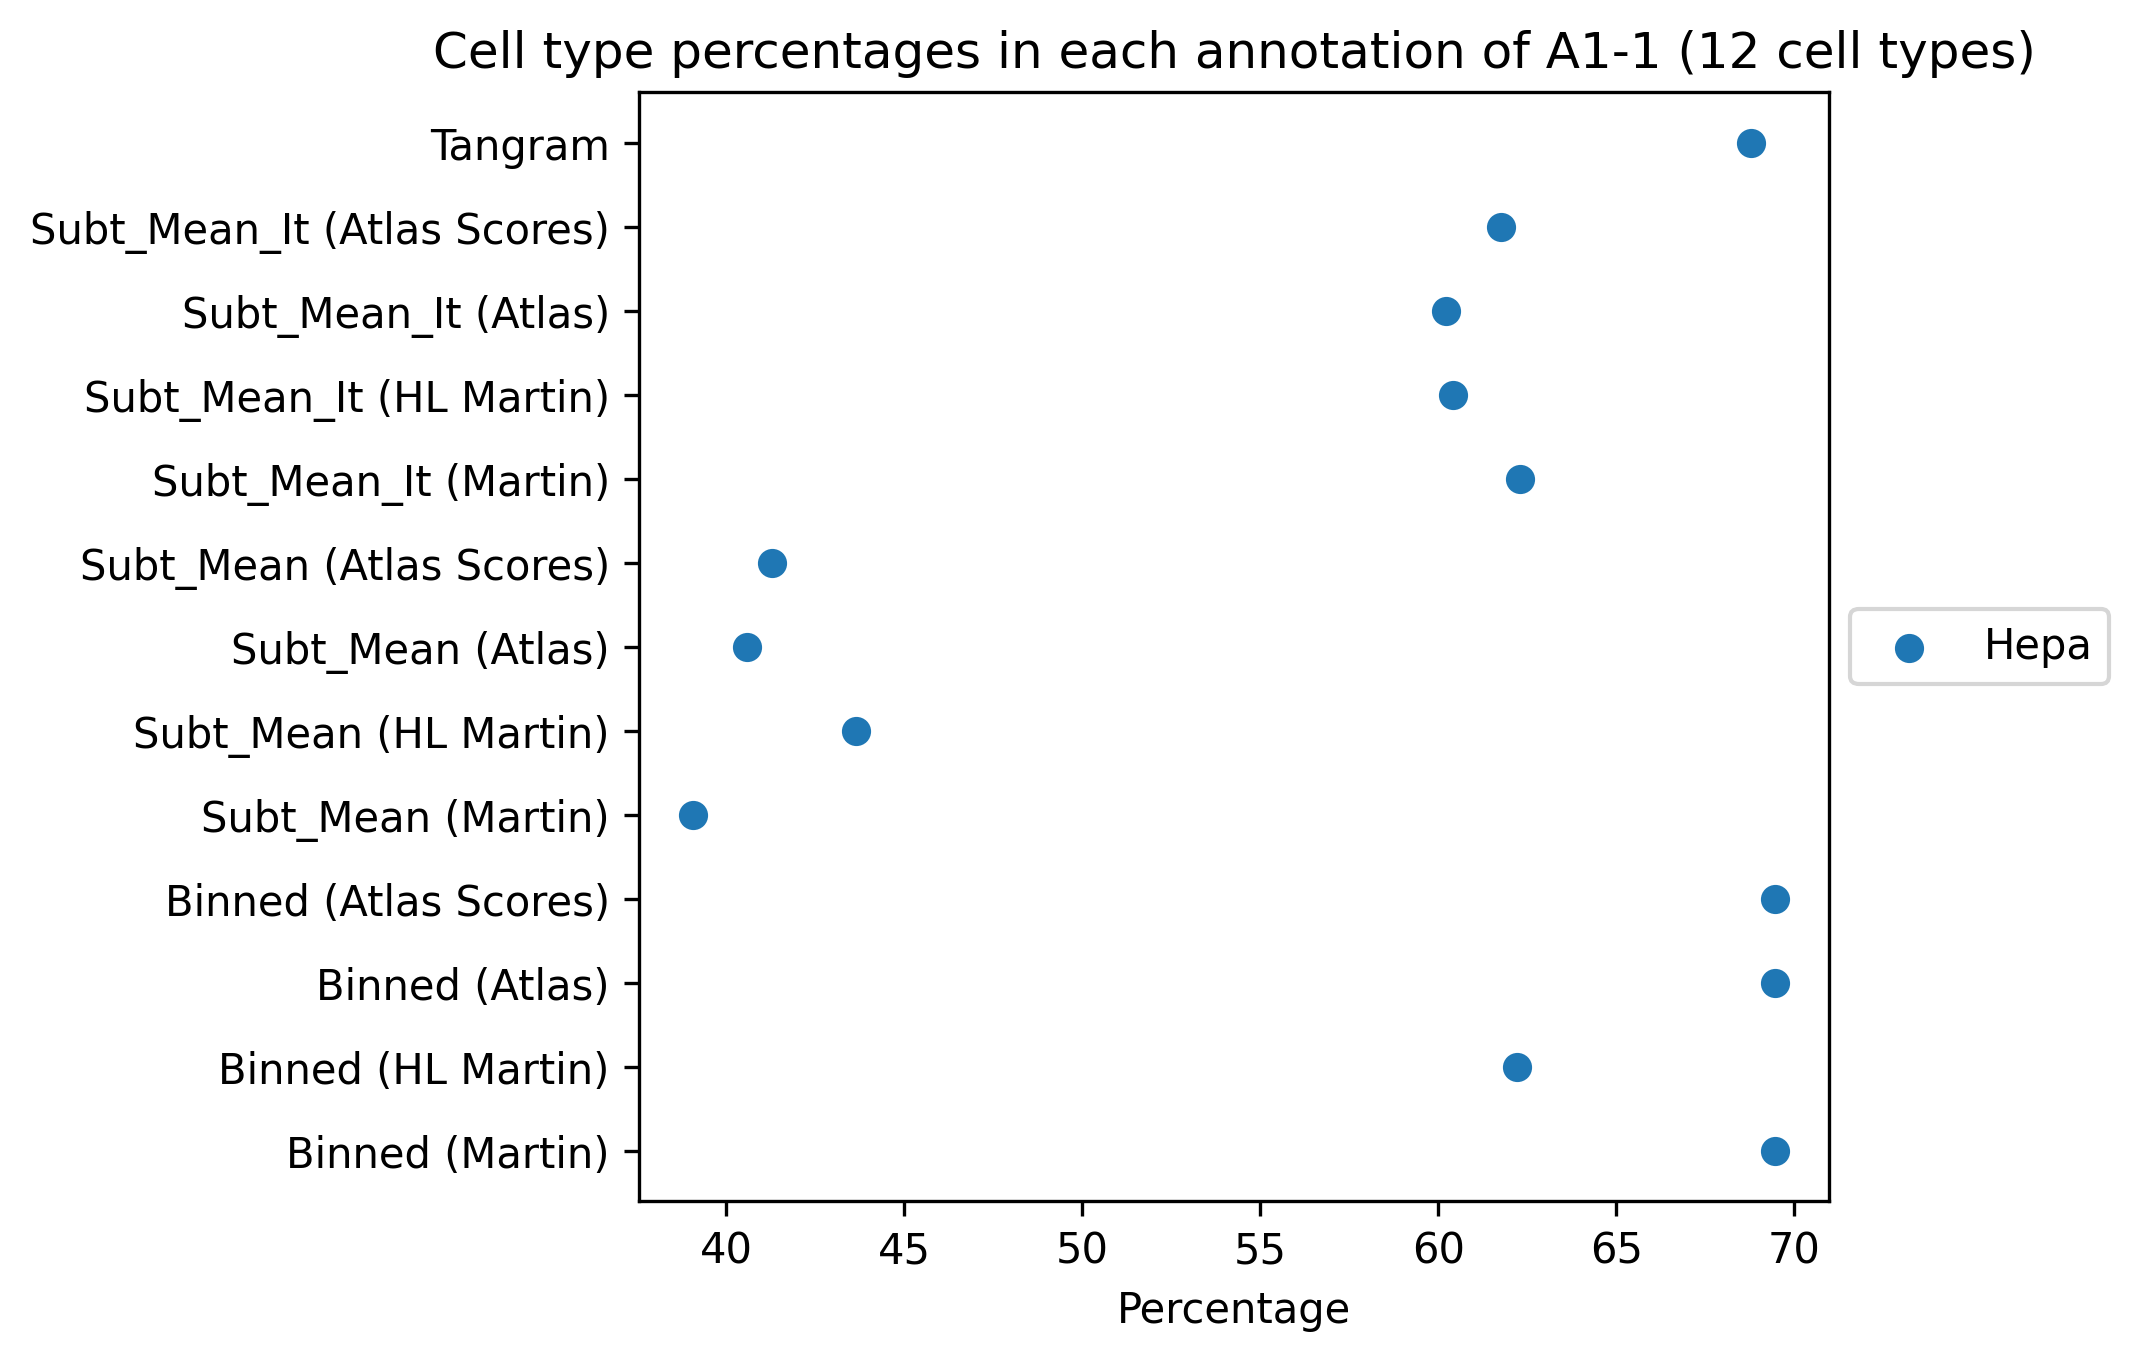 Cell type percentages in each annotation of A1-1 (12 cell types)
Tangram
Subt_Mean_It (Atlas Scores)
Subt_Mean_It (Atlas)
Subt_Mean_It (HL Martin)
Subt_Mean_It (Martin)
Subt_Mean (Atlas Scores)
Subt_Mean (Atlas)
Subt_Mean (HL Martin)
Subt_Mean (Martin)
Binned (Atlas Scores)
Binned (Atlas)
Binned (HL Martin)
Binned (Martin)
40 45 50 55 60 65 70
Percentage
Hepa